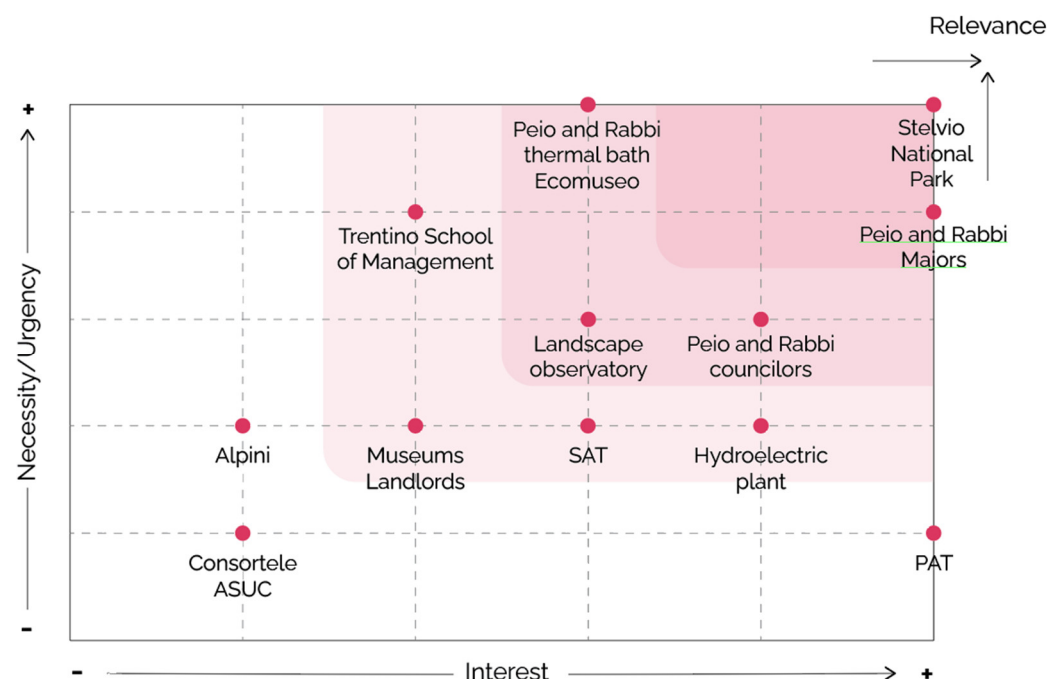 Relevance
+
Peio and Rabbi
thermal bath
Ecomuseo
Stelvio
National
Park
Trentino School
of Management
Peio and Rabbi
Majors
Necessity/Urgency
Landscape
observatory
Peio and Rabbi
councilors
Alpini
Museums
Landlords
SAT
Hydroelectric
plant
Consortele
ASUC
PAT
-
- Interest +